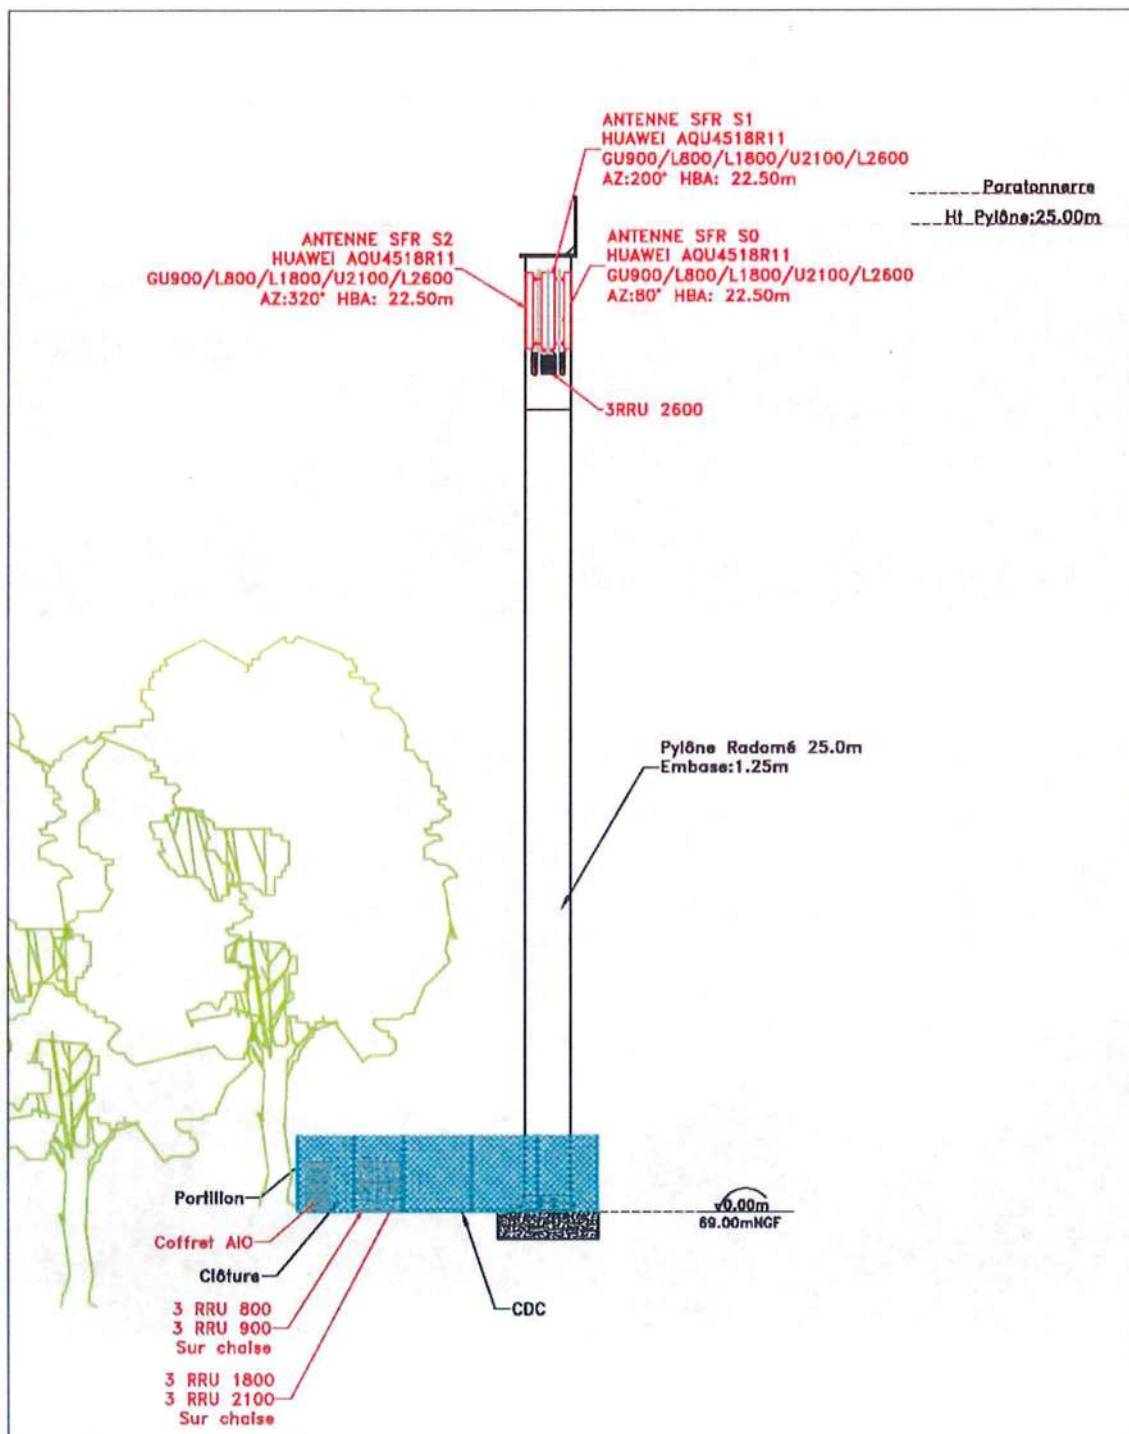 ANTENNE SFR S1
HUAWEI AQU4518R11
GU900/L800/L1800/U2100/L2600
AZ:200° HBA: 22.50m
Paratonnerre
Ht Pylône:25.00m
ANTENNE SFR S2
HUAWEI AQU4518R11
GU900/L800/L1800/U2100/L2600
AZ:320° HBA: 22.50m
ANTENNE SFR S0
HUAWEI AQU4518R11
GU900/L800/L1800/U2100/L2600
AZ:80° HBA: 22.50m
3RRU 2600
Pylône Radomé 25.0m
Embase:1.25m
Portillon
0.00m
69.00mNGF
Coffret AIO
Clôture
3 RRU 800
3 RRU 900
Sur chaise
CDC
3 RRU 1800
3 RRU 2100
Sur chaise